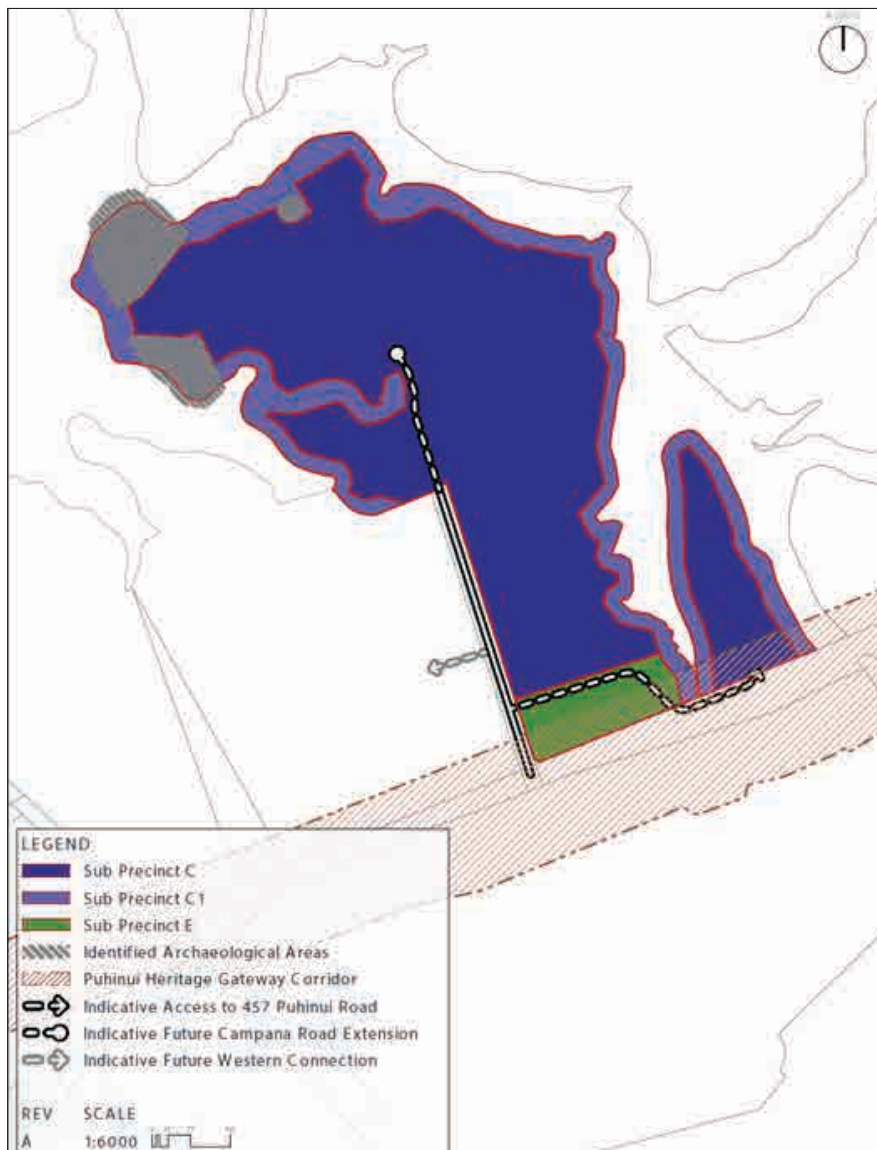 LEGEND
Sub Precinct C
Sub Precinct C1
Sub Precinct E
Identified Archaeological Areas
Puhinui Heritage Gateway Corridor
Indicative Access to 457 Puhinui Road
Indicative Future Campana Road Extension
Indicative Future Western Connection
REV SCALE
A 1:6000